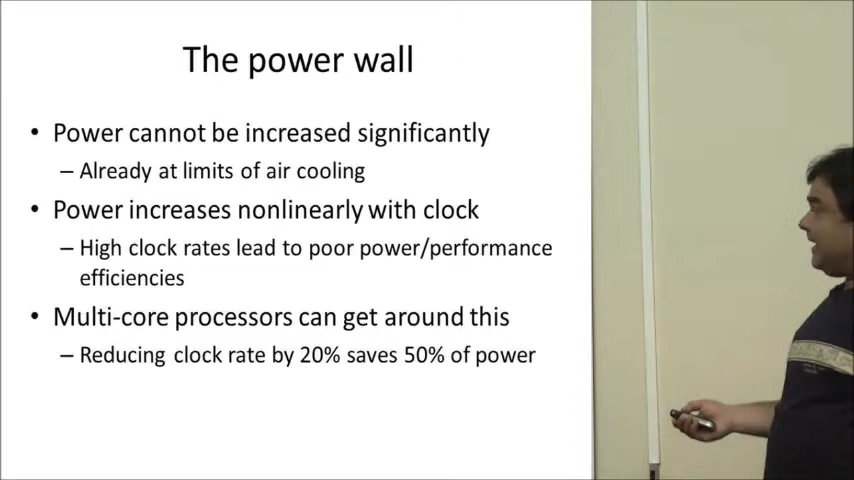 The power wall
• Power cannot be increased significantly
– Already at limits of air cooling
• Power increases nonlinearly with clock
– High clock rates lead to poor power/performance
efficiencies
• Multi-core processors can get around this
– Reducing clock rate by 20% saves 50% of power